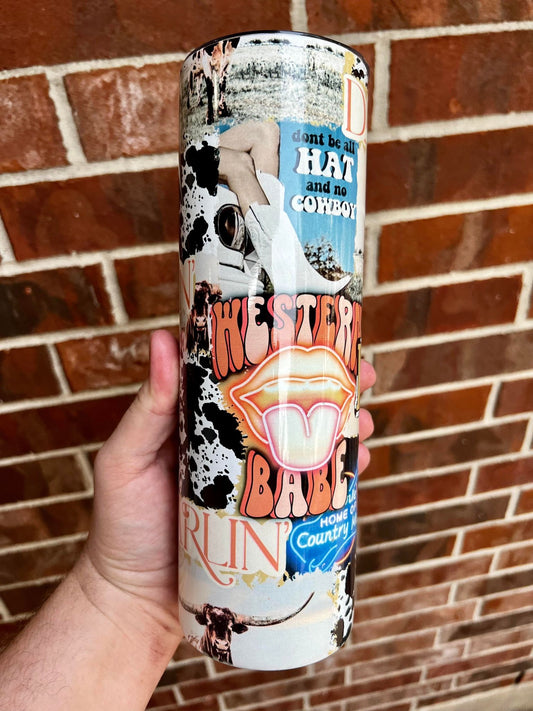 D
dont be all
HAT
and no
COWBOY
WESTERN
BABE
RLIN'
HOME OF
Country